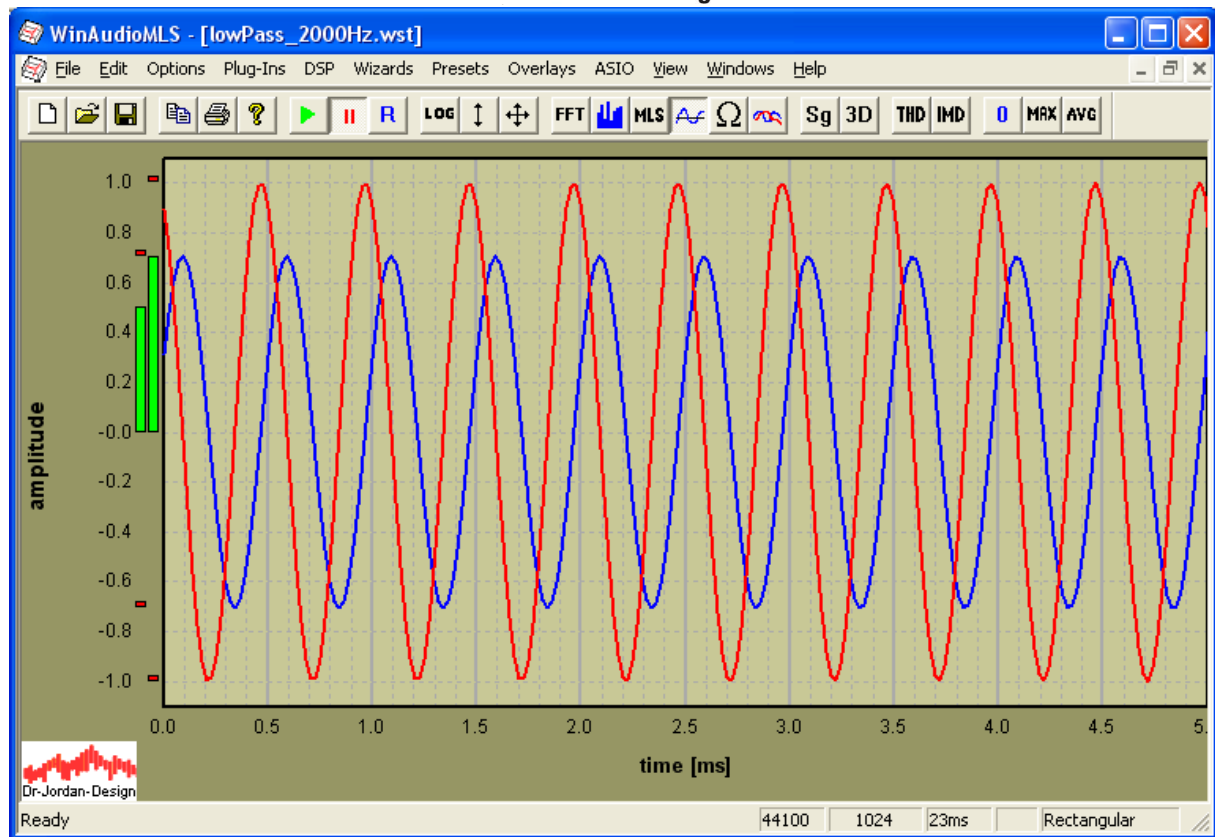 WinAudioMLS - [lowPass_2000Hz.wst]
File Edit Options Plug-Ins DSP Wizards Presets Overlays ASIO View Windows Help
? R LOG FFT MLS Ω Sg 3D THD IMD 0 MAX AVG
1.0
0.8
0.6
0.4
0.2
-0.0
-0.2
-0.4
-0.6
-0.8
-1.0
amplitude
0.0 0.5 1.0 1.5 2.0 2.5 3.0 3.5 4.0 4.5 5.
time [ms]
Dr-Jordan-Design
Ready 44100 1024 23ms Rectangular